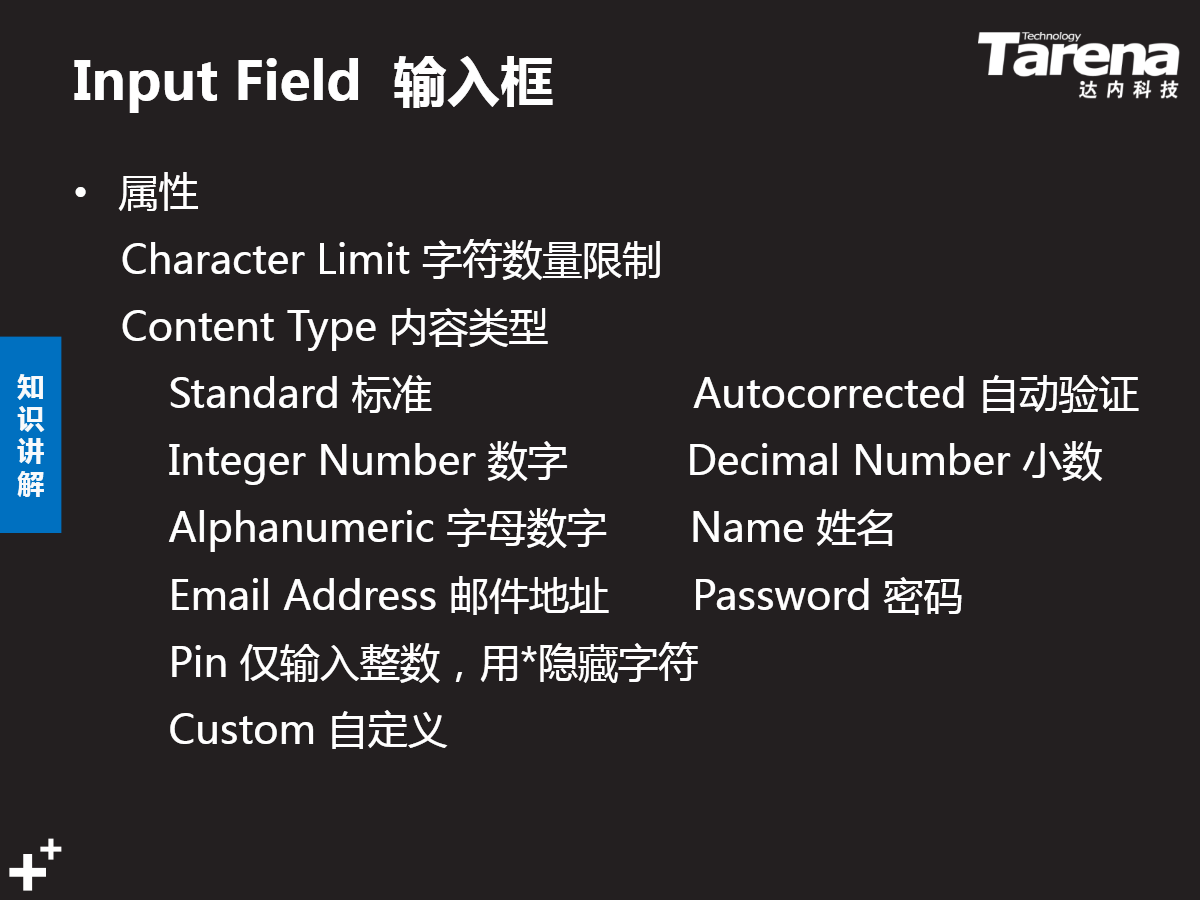 Input Field 输入框
Technology
Tarena
达内科技
• 属性
Character Limit 字符数量限制
Content Type 内容类型
Standard 标准 Autocorrected 自动验证
Integer Number 数字 Decimal Number 小数
Alphanumeric 字母数字 Name 姓名
Email Address 邮件地址 Password 密码
Pin 仅输入整数，用*隐藏字符
Custom 自定义
知识讲解